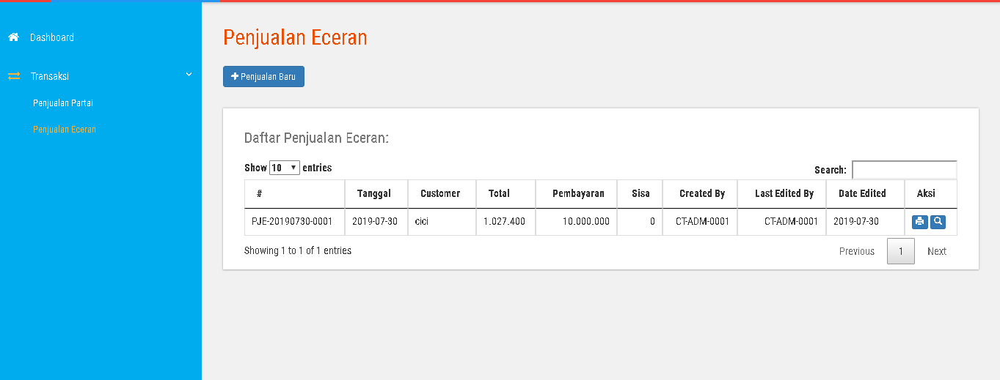 Dashboard
Transaksi
Penjualan Partai
Penjualan Eceran
Penjualan Eceran
Penjualan Baru
Daftar Penjualan Eceran:
Show 10 entries
Search:
# Tanggal Customer Total Pembayaran Sisa Created By Last Edited By Date Edited Aksi
PJE-20190730-0001 2019-07-30 cici 1.027.400 10.000.000 0 CT-ADM-0001 CT-ADM-0001 2019-07-30
Showing 1 to 1 of 1 entries
Previous 1 Next